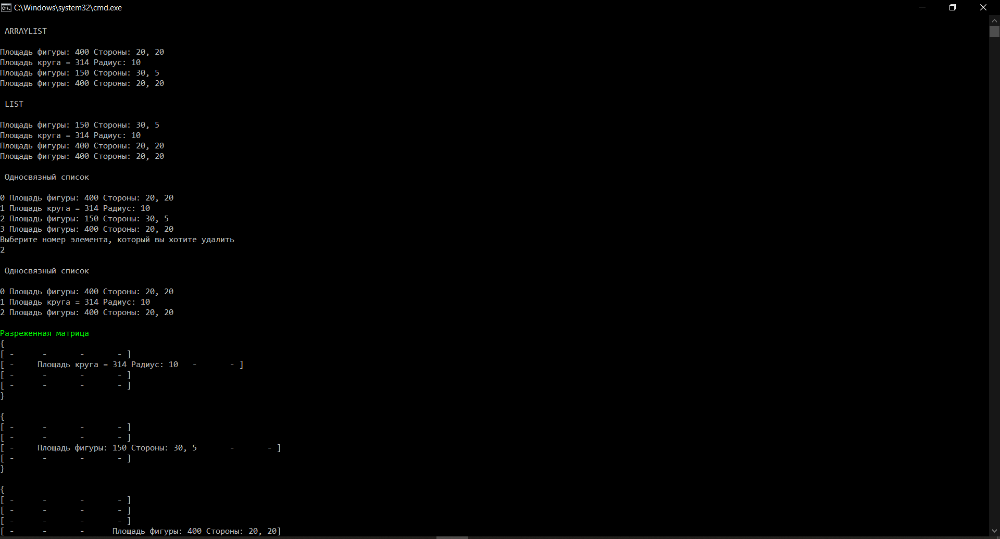 C:\Windows\system32\cmd.exe
ARRAYLIST
Площадь фигуры: 400 Стороны: 20, 20
Площадь круга = 314 Радиус: 10
Площадь фигуры: 150 Стороны: 30, 5
Площадь фигуры: 400 Стороны: 20, 20
LIST
Площадь фигуры: 150 Стороны: 30, 5
Площадь круга = 314 Радиус: 10
Площадь фигуры: 400 Стороны: 20, 20
Площадь фигуры: 400 Стороны: 20, 20
Односвязный список
0 Площадь фигуры: 400 Стороны: 20, 20
1 Площадь круга = 314 Радиус: 10
2 Площадь фигуры: 150 Стороны: 30, 5
3 Площадь фигуры: 400 Стороны: 20, 20
Выберите номер элемента, который вы хотите удалить
2
Односвязный список
0 Площадь фигуры: 400 Стороны: 20, 20
1 Площадь круга = 314 Радиус: 10
2 Площадь фигуры: 400 Стороны: 20, 20
Разреженная матрица
{
[ - - - - ]
[ - Площадь круга = 314 Радиус: 10 - - ]
[ - - - - ]
[ - - - - ]
}
{
[ - - - - ]
[ - - - - ]
[ - Площадь фигуры: 150 Стороны: 30, 5 - - ]
[ - - - - ]
}
{
[ - - - - ]
[ - - - - ]
[ - - - - ]
[ - - - Площадь фигуры: 400 Стороны: 20, 20]